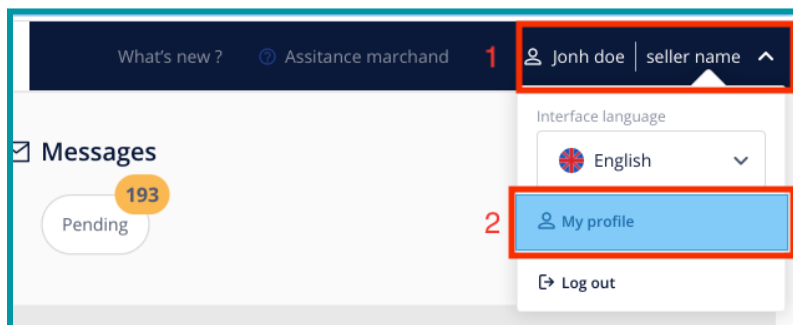 What's new ? Assitance marchand 1 Jonh doe seller name
Interface language
Messages
English
193
Pending
2 My profile
Log out